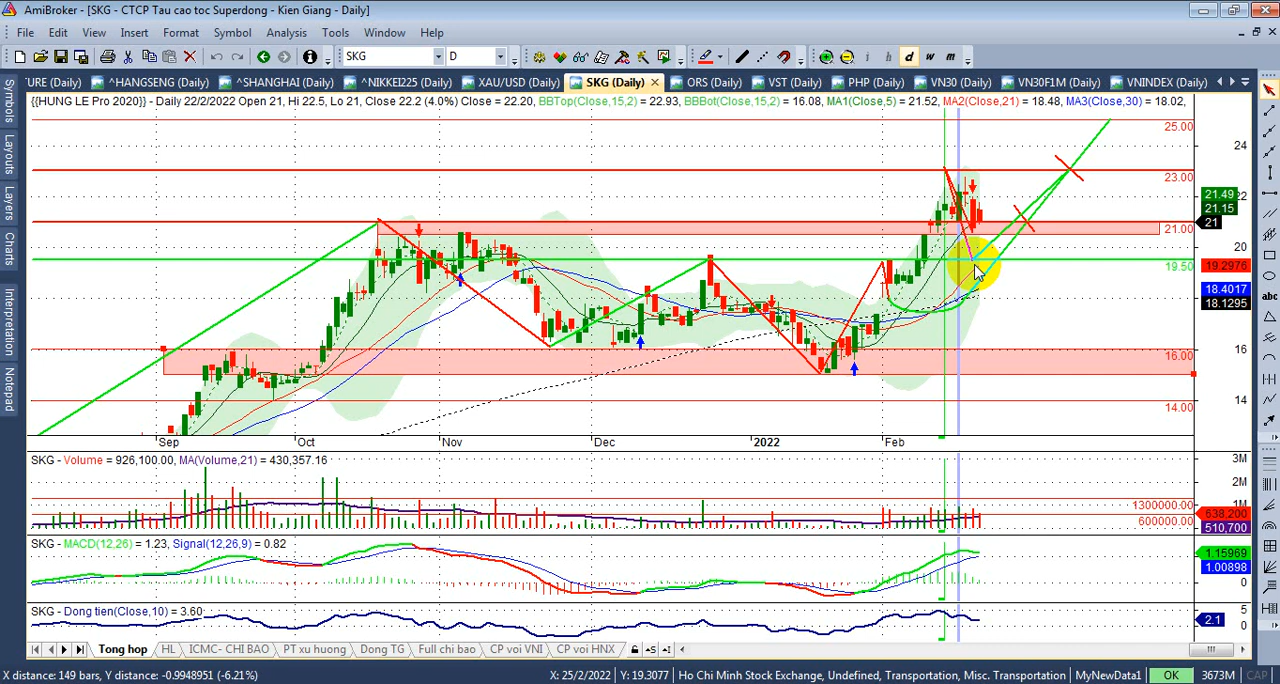 AmiBroker - [SKG - CTCP Tau cao toc Superdong - Kien Giang - Daily]
File Edit View Insert Format Symbol Analysis Tools Window Help
SKG D i h d w m
^HANGSENG (Daily) ^SHANGHAI (Daily) ^NIKKEI225 (Daily) XAU/USD (Daily) SKG (Daily) ORS (Daily) VST (Daily) PHP (Daily) VN30 (Daily) VN30F1M (Daily) VNINDEX (Daily)
{{HUNG LE Pro 2020}} - Daily 22/2/2022 Open 21, Hi 22.5, Lo 21, Close 22.2 (4.0%) Close = 22.20, BBTop(Close,15,2) = 22.93, BBBot(Close,15,2) = 16.08, MA1(Close,5) = 21.52, MA2(Close,21) = 18.48, MA3(Close,30) = 18.02,
Symbols
Layouts
Layers
Charts
Interpretation
Notepad
25.00
24
23.00
21.49
21.15
21
21.00
20
19.50
19.2976
18.4017
18.1295
16.00
16
14.00
14
Sep Oct Nov Dec 2022 Feb
abc
SKG - Volume = 926,100.00, MA(Volume,21) = 430,357.16
3M
2M
1M
1300000.00
600000.00
538,200
510,700
SKG - MACD(12,26) = 1.23, Signal(12,26,9) = 0.82
1.15969
1.00898
0
SKG - Dong tien(Close,10) = 3.60
5
2.1
0
Tong hop HL ICMC- CHI BAO PT xu huong Dong TG Full chi bao CP voi VNI CP voi HNX
X distance: 149 bars, Y distance: -0.9948951 (-6.21%) X: 25/2/2022 Y: 19.3077 Ho Chi Minh Stock Exchange, Undefined, Transportation, Misc. Transportation MyNewData1 OK 3673M CAP